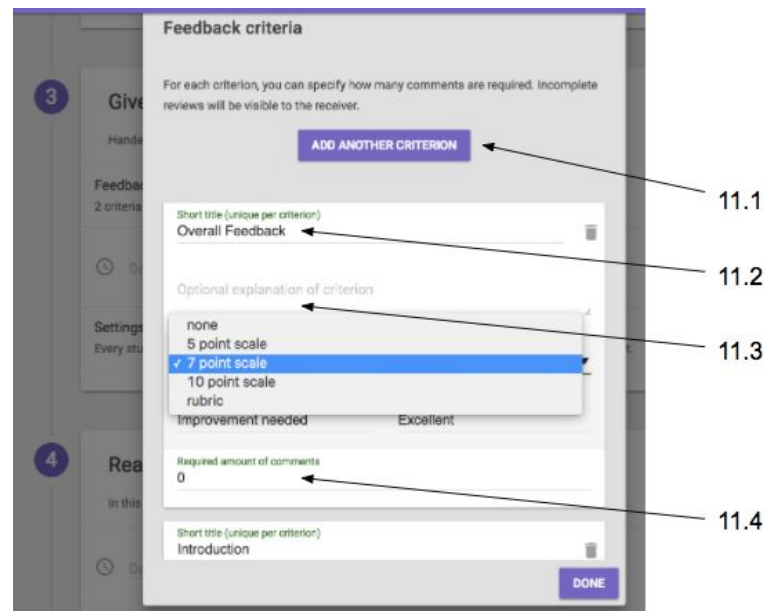 Feedback criteria
For each criterion, you can specify how many comments are required. Incomplete
reviews will be visible to the receiver.
ADD ANOTHER CRITERION
11.1
3
Give
Hande
Feedbac
2 criteria
Short title (unique per criterion)
Overall Feedback
11.2
Optional explanation of criterion
11.3
none
5 point scale
✓ 7 point scale
10 point scale
rubric
Settings
Every stu
t.
Improvement needed Excellent
4
Rea
In this
Required amount of comments
0
11.4
Short title (unique per criterion)
Introduction
DONE